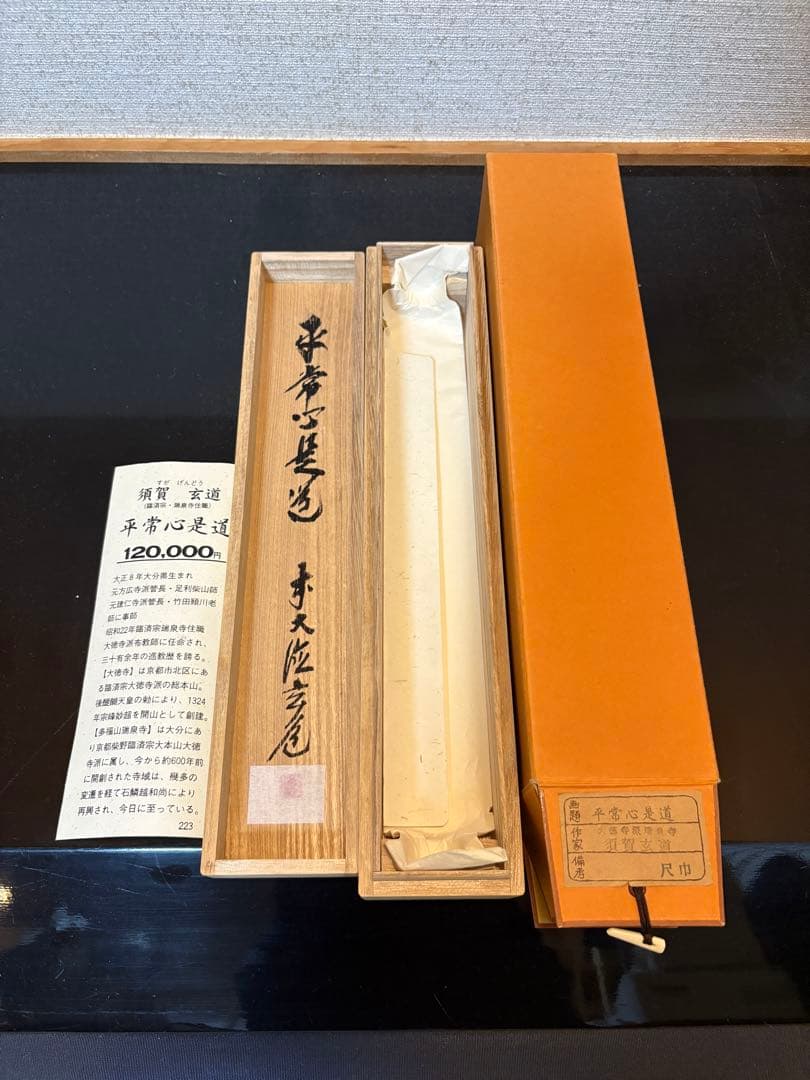 すが げんどう
須賀 玄道
(臨済宗・瑞泉寺住職)
平常心是道
120,000円
大正8年大分県生まれ
元方広寺派管長・足利柴山師
元建仁寺派管長・竹田頴川老
師に事師
昭和22年臨済宗瑞泉寺住職
大徳寺派布教師に任命され、
三十有余年の巡教歴を誇る。
【大徳寺】は京都市北区にあ
る臨済宗大徳寺派の総本山。
後醍醐天皇の勅により、1324
年宗峰妙超を開山として創建。
【多福山瑞泉寺】は大分にあ
り京都紫野臨済宗大本山大徳
寺派に属し、今から約600年前
に開創された寺域は、幾多の
変遷を経て石鱗越和尚により
再興され、今日に至っている。
223
平常心是道
画題 平常心是道
作家 大徳寺派瑞泉寺
須賀玄道
備考 尺巾